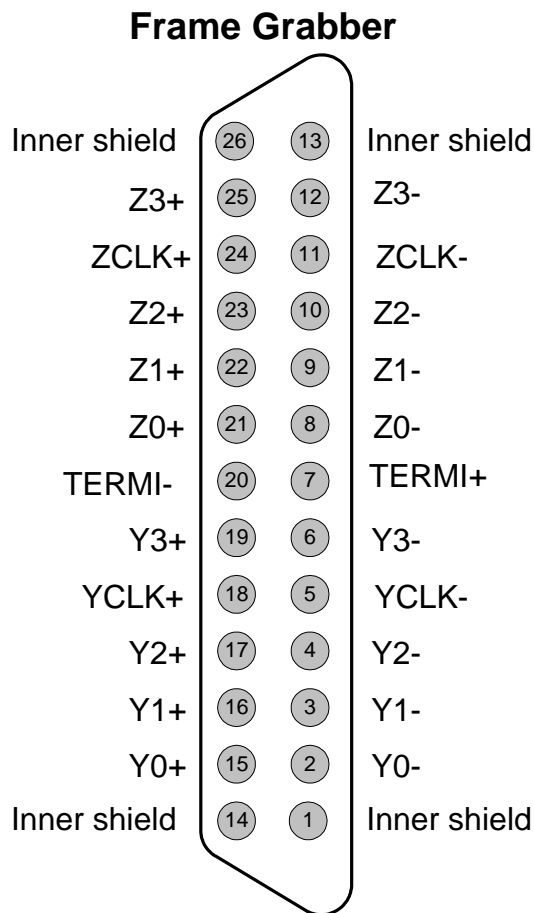 Frame Grabber
Inner shield 26 13 Inner shield
Z3+ 25 12 Z3-
ZCLK+ 24 11 ZCLK-
Z2+ 23 10 Z2-
Z1+ 22 9 Z1-
Z0+ 21 8 Z0-
TERMI- 20 7 TERMI+
Y3+ 19 6 Y3-
YCLK+ 18 5 YCLK-
Y2+ 17 4 Y2-
Y1+ 16 3 Y1-
Y0+ 15 2 Y0-
Inner shield 14 1 Inner shield